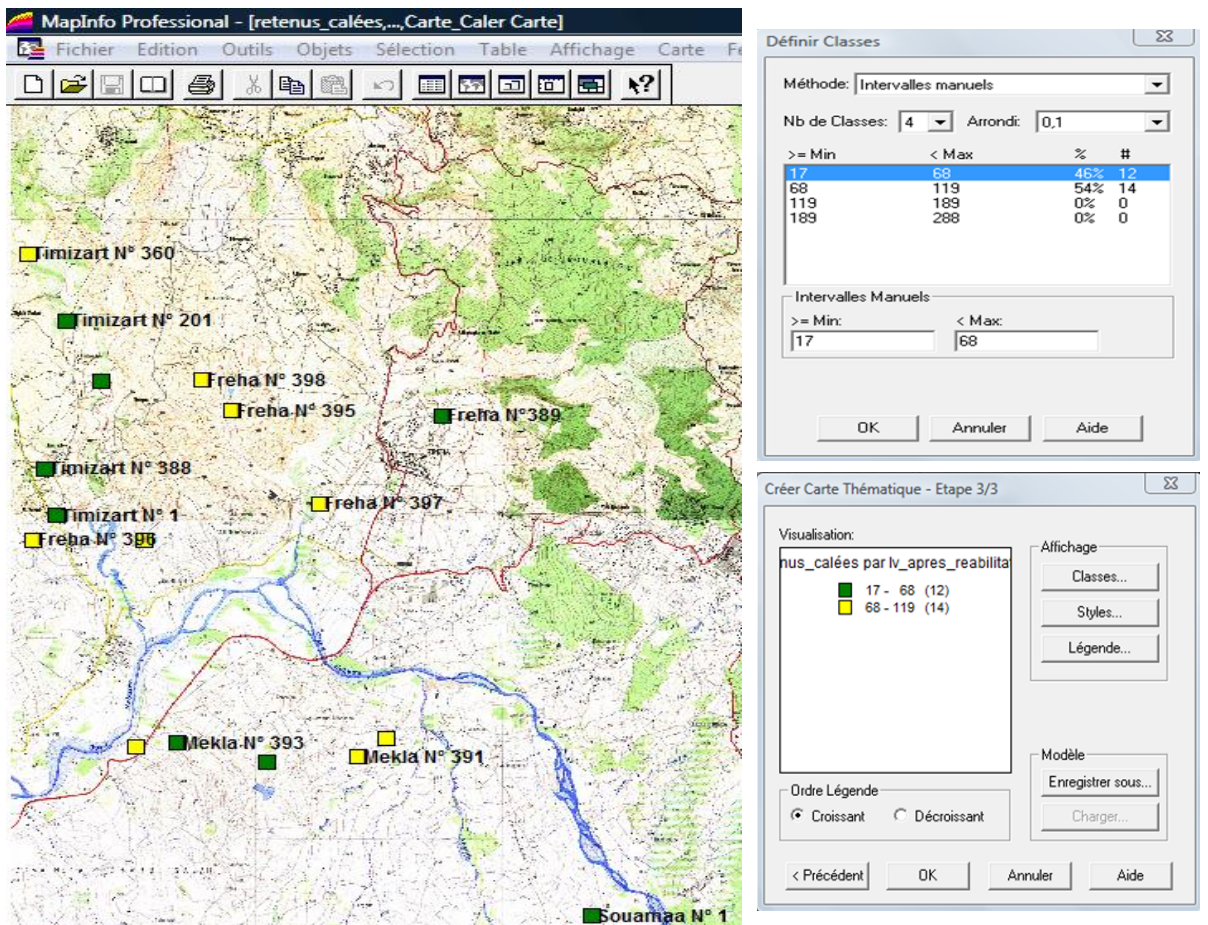 MapInfo Professional - [retenus_calées,...,Carte_Caler Carte]
Fichier Edition Outils Objets Sélection Table Affichage Carte Fe
Timizart N° 360
Timizart N° 201
Freha N° 398
Freha N° 395
Freha N°389
Timizart N° 388
Freha N° 397
Timizart N° 1
Freha N° 396
Mekla N° 393
Mekla N° 391
Souamaa N° 1
Définir Classes
Méthode: Intervalles manuels
Nb de Classes: 4 Arrondi: 0,1
>= Min < Max % #
17 68 46% 12
68 119 54% 14
119 189 0% 0
189 288 0% 0
Intervalles Manuels
>= Min: < Max:
17 68
OK Annuler Aide
Créer Carte Thématique - Etape 3/3
Visualisation:
nus_calées par lv_apres_reabilita
17 - 68 (12)
68 - 119 (14)
Affichage
Classes...
Styles...
Légende...
Ordre Légende
Croissant Décroissant
Modèle
Enregistrer sous...
Charger...
< Précédent OK Annuler Aide